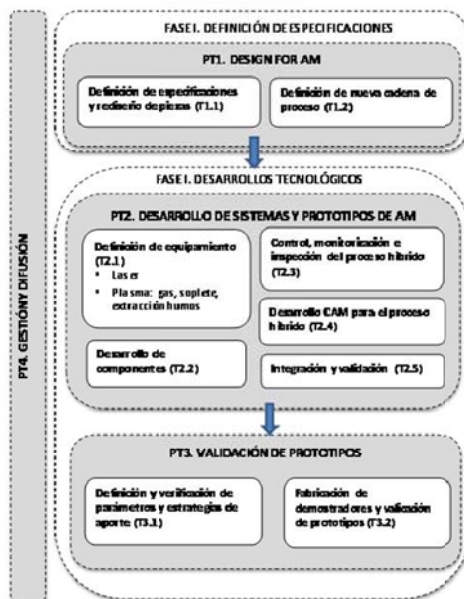 FASE I. DEFINICIÓN DE ESPECIFICACIONES
PT1. DESIGN FOR AM
Definición de especificaciones
y rediseño de piezas (T1.1)
Definición de nueva cadena de
proceso (T1.2)
FASE I. DESARROLLOS TECNOLÓGICOS
PT2. DESARROLLO DE SISTEMAS Y PROTOTIPOS DE AM
Definición de equipamiento
(T2.1)
• Laser
• Plasma: gas, soplete,
extracción humos
Desarrollo de
componentes (T2.2)
Control, monitorización e
inspección del proceso híbrido
(T2.3)
Desarrollo CAM para el proceso
híbrido (T2.4)
Integración y validación (T2.5)
PT3. VALIDACIÓN DE PROTOTIPOS
Definición y verificación de
parámetros y estrategias de
aporte (T3.1)
Fabricación de
demostradores y valicación
de prototipos (T3.2)
PT4. GESTIÓN Y DIFUSIÓN